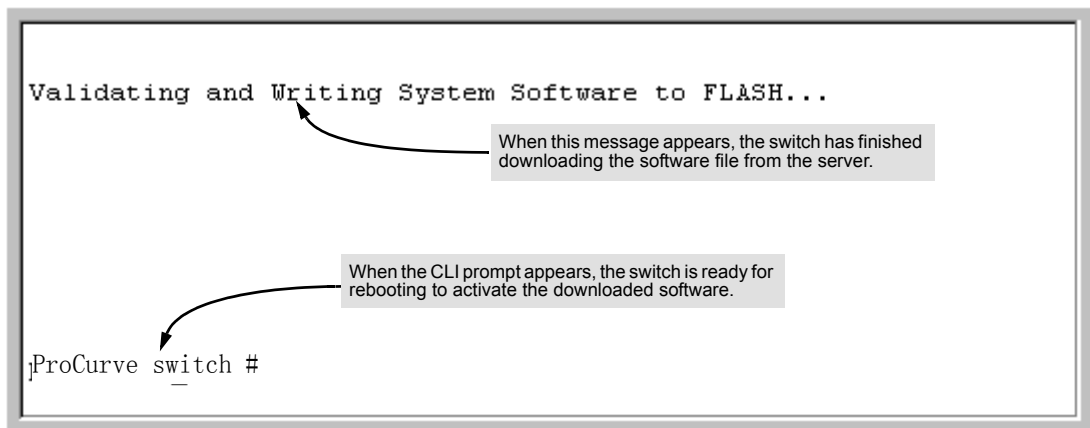 Validating and Writing System Software to FLASH...
When this message appears, the switch has finished
downloading the software file from the server.
When the CLI prompt appears, the switch is ready for
rebooting to activate the downloaded software.
ProCurve switch #